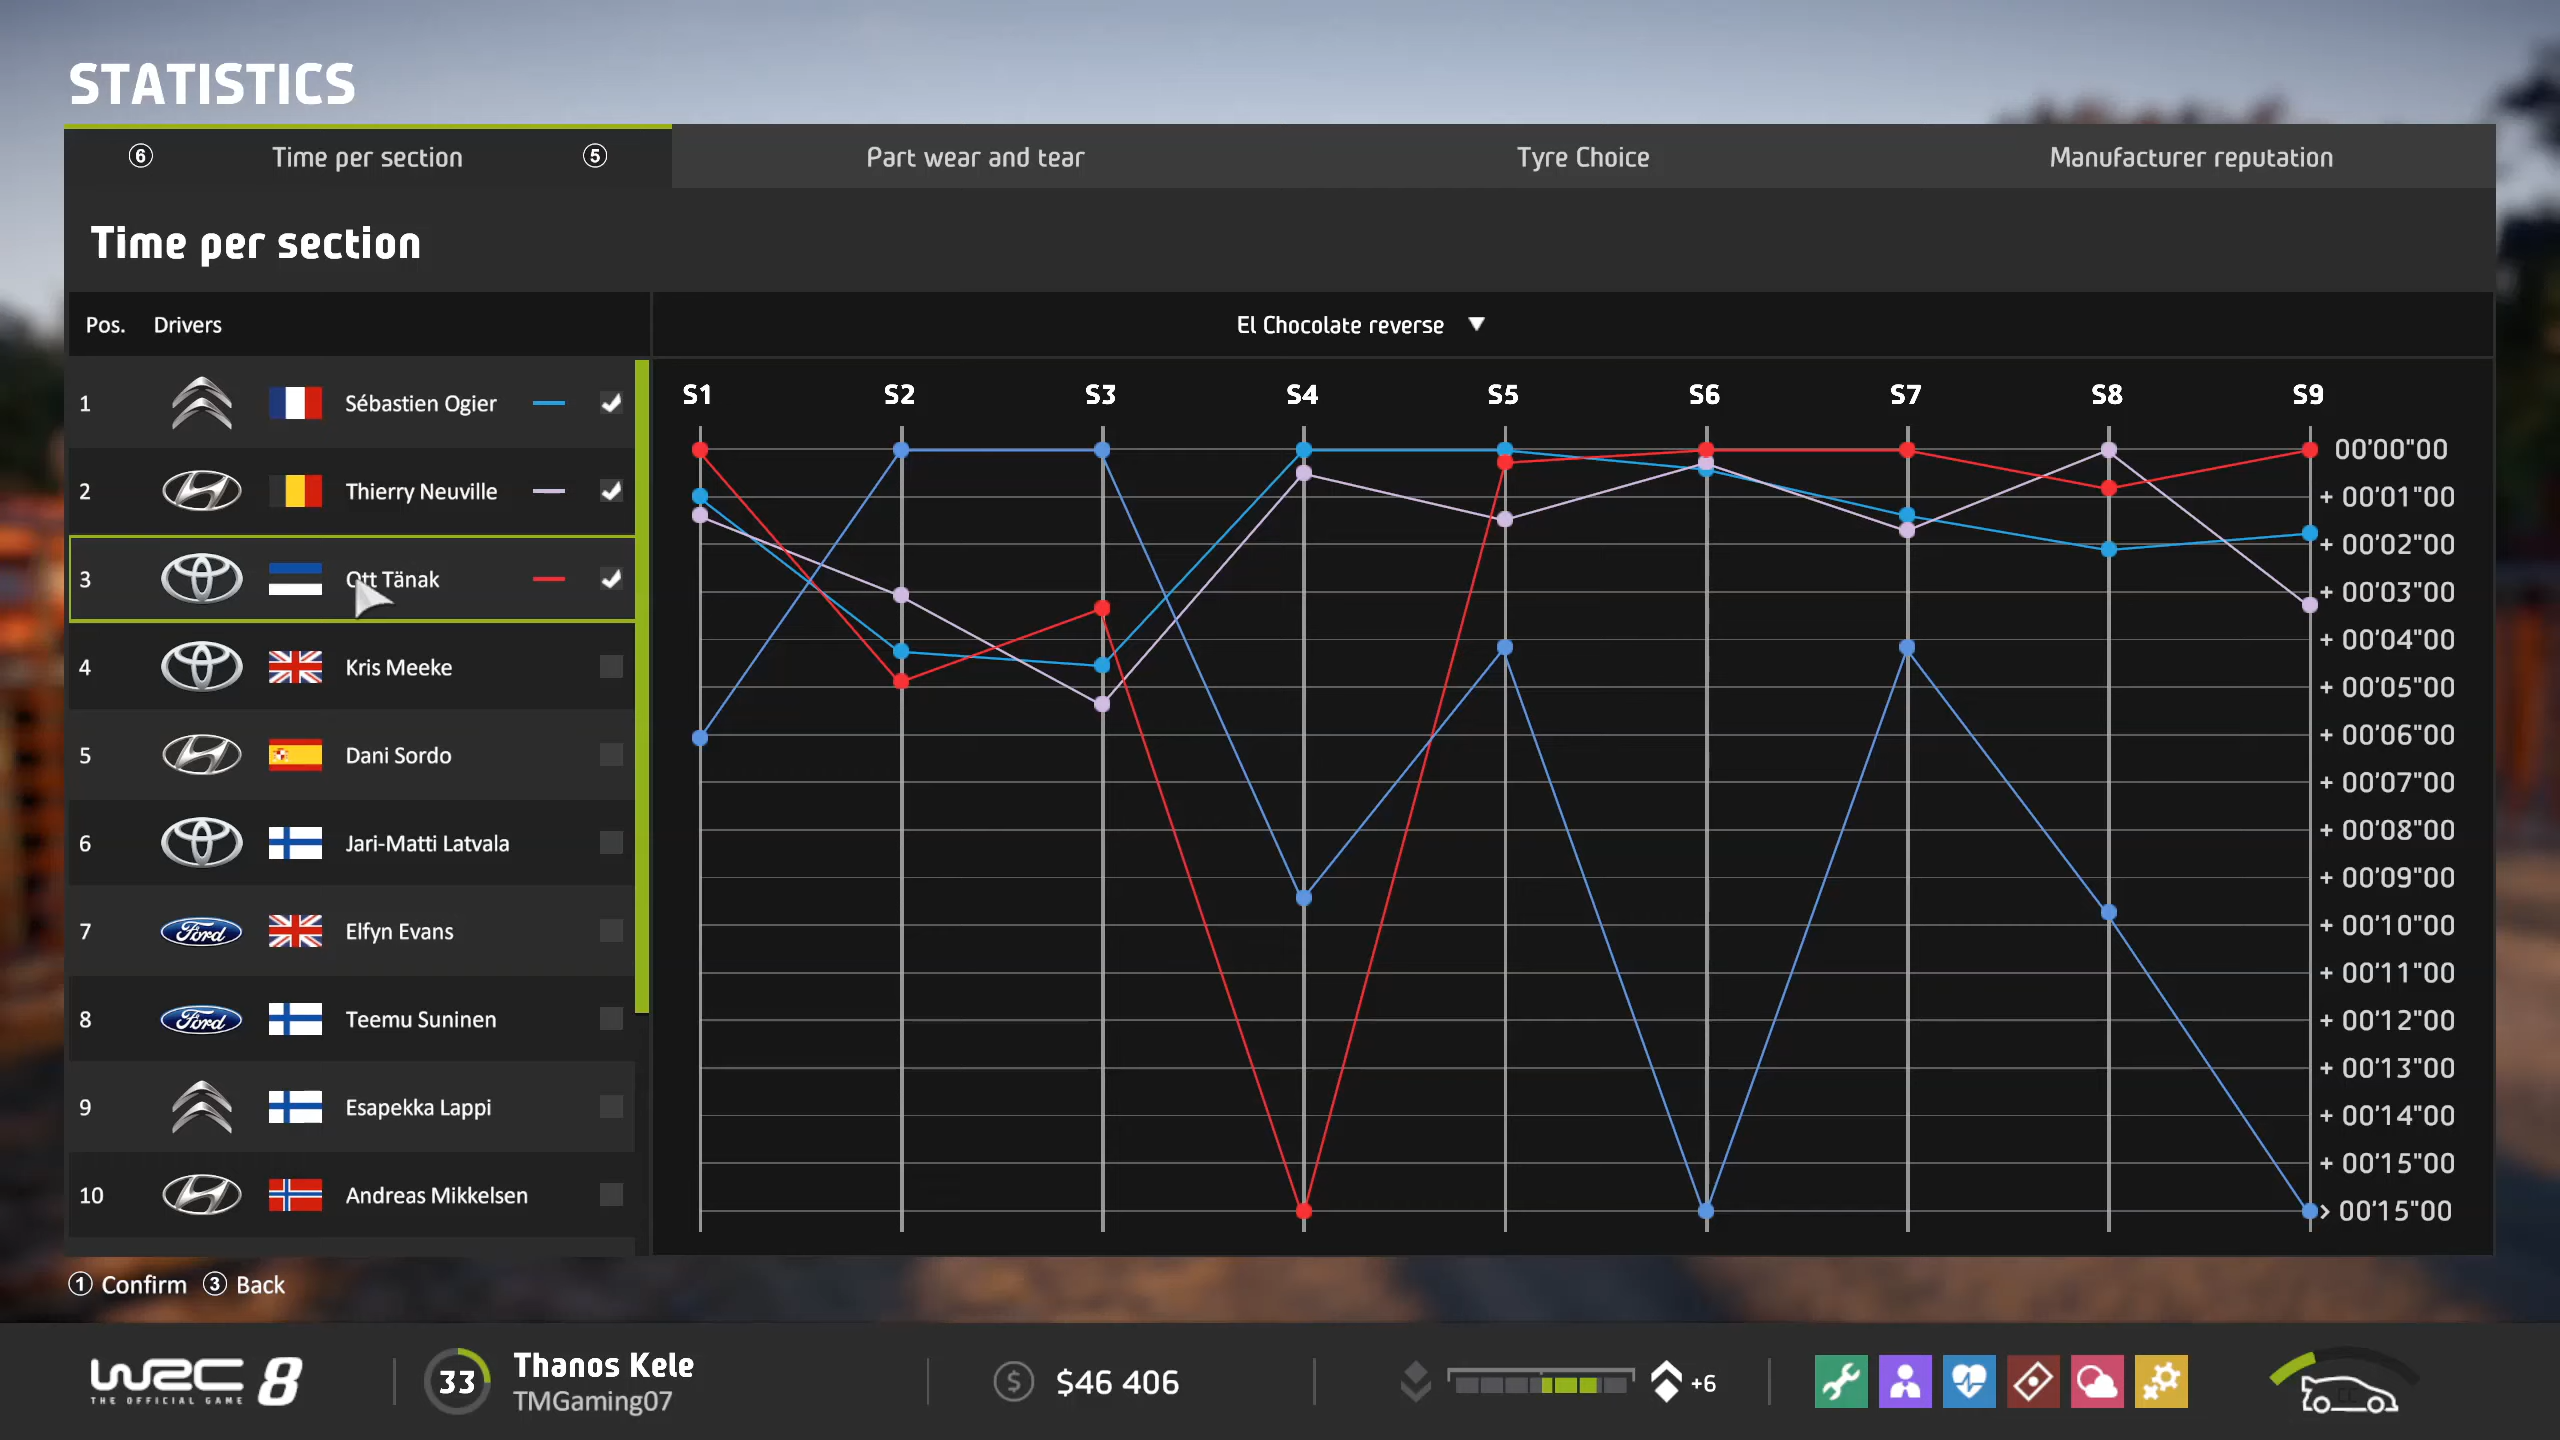 STATISTICS
6 Time per section 5 Part wear and tear Tyre Choice Manufacturer reputation
Time per section
Pos. Drivers El Chocolate reverse
1 Sébastien Ogier
2 Thierry Neuville
3 Ott Tänak
4 Kris Meeke
5 Dani Sordo
6 Jari-Matti Latvala
7 Ford Elfyn Evans
8 Ford Teemu Suninen
9 Esapekka Lappi
10 Andreas Mikkelsen
S1 S2 S3 S4 S5 S6 S7 S8 S9
00'00"00
+ 00'01"00
+ 00'02"00
+ 00'03"00
+ 00'04"00
+ 00'05"00
+ 00'06"00
+ 00'07"00
+ 00'08"00
+ 00'09"00
+ 00'10"00
+ 00'11"00
+ 00'12"00
+ 00'13"00
+ 00'14"00
+ 00'15"00
> 00'15"00
1 Confirm 3 Back
WRC 8
THE OFFICIAL GAME
33 Thanos Kele
TMGaming07
$ $46 406
+6